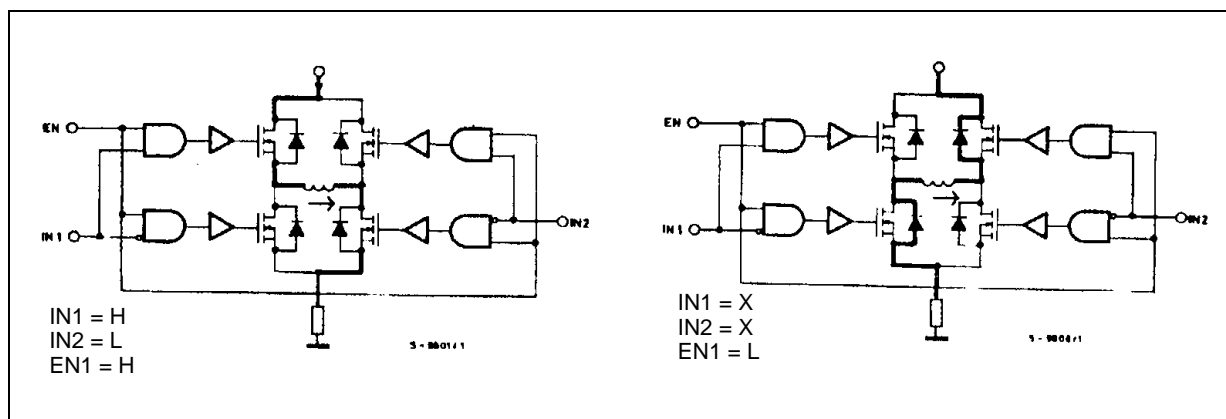 EN
IN1
IN2
IN1 = H
IN2 = L
EN1 = H
EN
IN1
IN2
IN1 = X
IN2 = X
EN1 = L